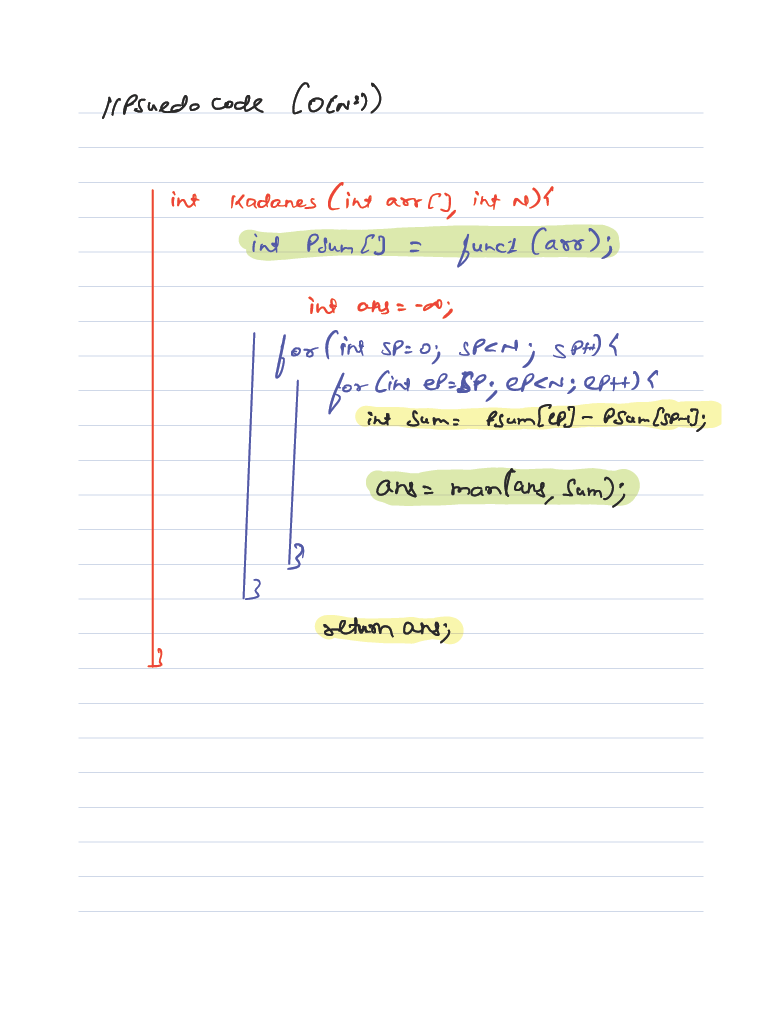 //Psuedo code (O(N²))
int Kadanes (int arr[], int N){
int Psum[] = func1 (arr);
int ans = -∞;
for(int SP=0; SP<N; SP++){
for(int eP=SP; eP<N; eP++){
int Sum= Psum[eP] - PSum[SP-1];
ans = max(ans, Sum);
}
}
return ans;
}